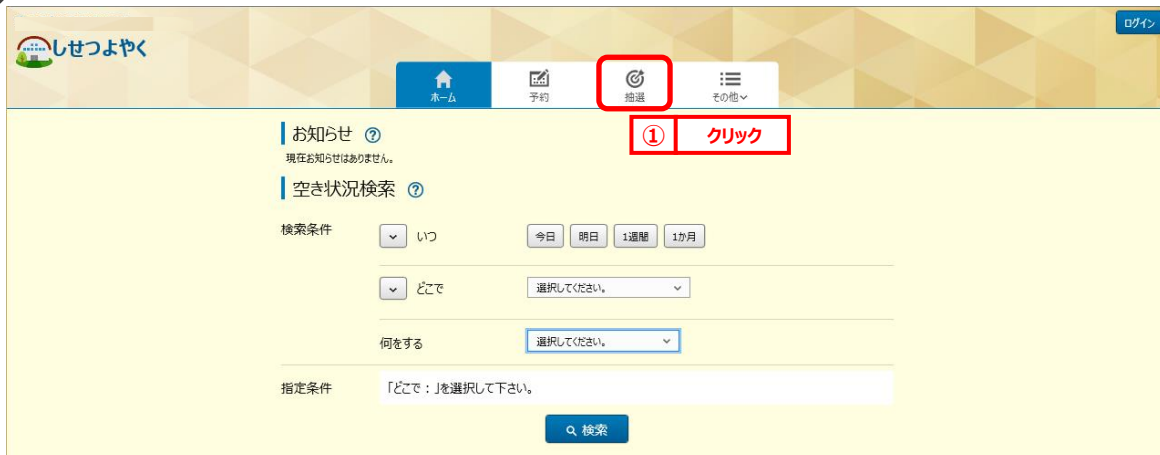 ログイン
しせつよやく
ホーム
予約
抽選
その他
① クリック
お知らせ ?
現在お知らせはありません。
空き状況検索 ?
検索条件
いつ
今日 明日 1週間 1か月
どこで
選択してください。
何をする
選択してください。
指定条件 「どこで：」を選択して下さい。
検索